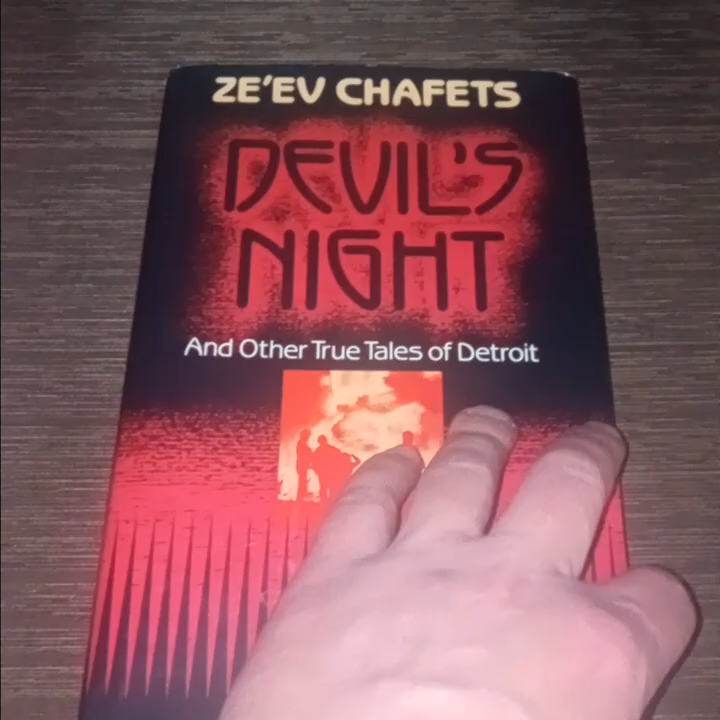 ZE'EV CHAFETS
DEVIL'S
NIGHT
And Other True Tales of Detroit